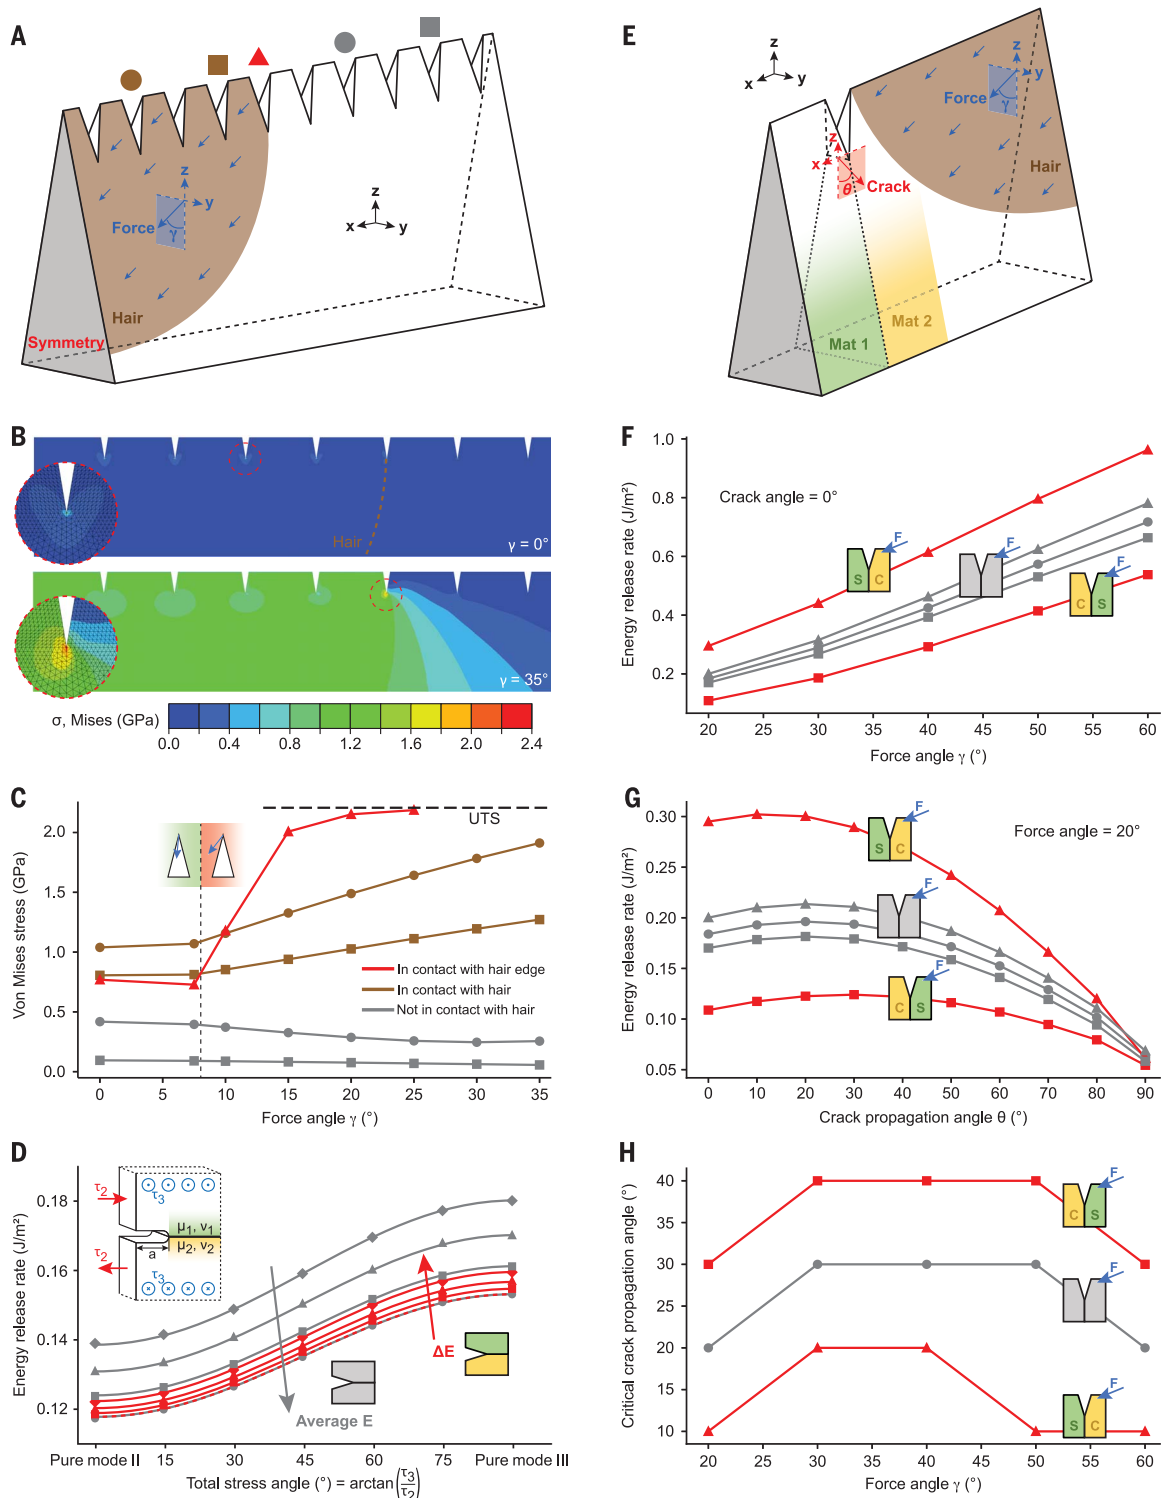 A
z
y
x
Force
γ
z
y
Hair
Symmetry
B
Hair
γ = 0°
γ = 35°
σ, Mises (GPa)
0.0 0.4 0.8 1.2 1.6 2.0 2.4
C
Von Mises stress (GPa)
2.0
1.5
1.0
0.5
0.0
UTS
In contact with hair edge
In contact with hair
Not in contact with hair
0 5 10 15 20 25 30 35
Force angle γ (°)
D
Energy release rate (J/m²)
0.18
0.16
0.14
0.12
τ2
τ3
μ1, ν1
μ2, ν2
a
τ2
τ3
ΔE
Average E
Pure mode II 15 30 45 60 75 Pure mode III
Total stress angle (°) = arctan(τ3/τ2)
E
z
x y
z
y
Force
γ
z
x
θ
Crack
Hair
Mat 1
Mat 2
F
Energy release rate (J/m²)
1.0
0.8
0.6
0.4
0.2
Crack angle = 0°
F
S C
F
F
C S
20 25 30 35 40 45 50 55 60
Force angle γ (°)
G
Energy release rate (J/m²)
0.30
0.25
0.20
0.15
0.10
0.05
Force angle = 20°
F
S C
F
F
C S
0 10 20 30 40 50 60 70 80 90
Crack propagation angle θ (°)
H
Critical crack propagation angle (°)
40
35
30
25
20
15
10
F
C S
F
F
S C
20 25 30 35 40 45 50 55 60
Force angle γ (°)